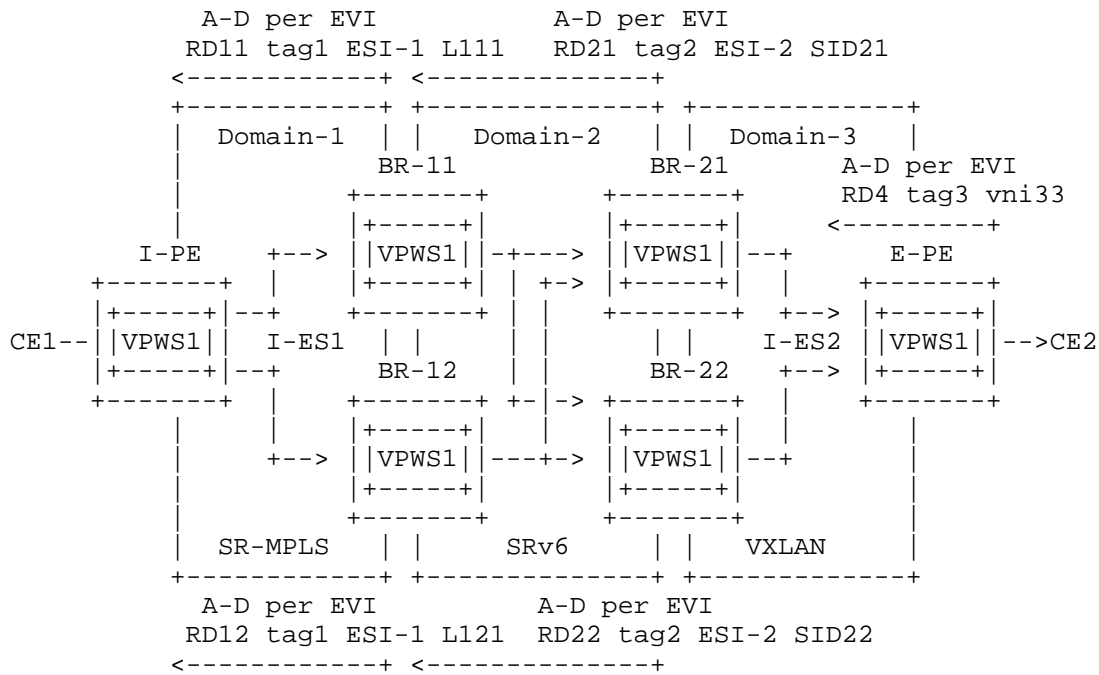 A-D per EVI A-D per EVI
RD11 tag1 ESI-1 L111 RD21 tag2 ESI-2 SID21
Domain-1 Domain-2 Domain-3
BR-11 BR-21 A-D per EVI
RD4 tag3 vni33
I-PE VPWS1 VPWS1 E-PE
CE1 VPWS1 I-ES1 I-ES2 VPWS1 CE2
BR-12 BR-22
VPWS1 VPWS1
SR-MPLS SRv6 VXLAN
A-D per EVI A-D per EVI
RD12 tag1 ESI-1 L121 RD22 tag2 ESI-2 SID22